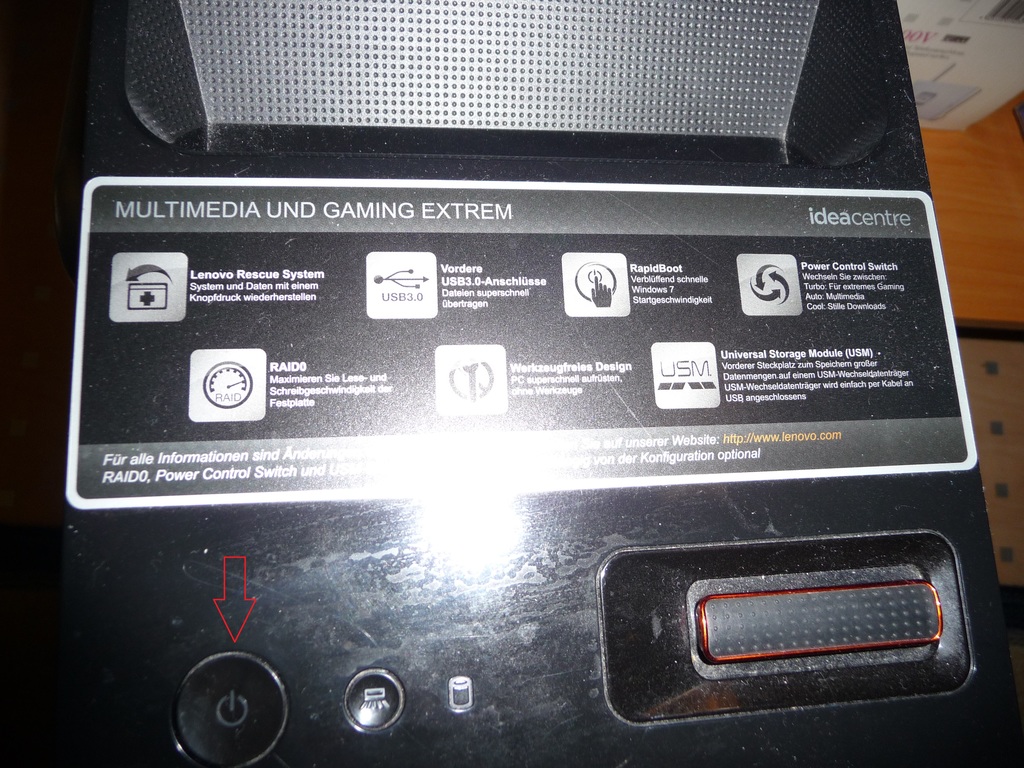 OOV
MULTIMEDIA UND GAMING EXTREM
ideacentre
Lenovo Rescue System
System und Daten mit einem
Knopfdruck wiederherstellen
USB3.0
Vordere
USB3.0-Anschlüsse
Dateien superschnell
übertragen
RapidBoot
Verblüffend schnelle
Windows 7
Startgeschwindigkeit
Power Control Switch
Wechseln Sie zwischen:
Turbo: Für extremes Gaming
Auto: Multimedia
Cool: Stille Downloads
RAID
RAID0
Maximieren Sie Lese- und
Schreibgeschwindigkeit der
Festplatte
Werkzeugfreies Design
PC superschnell aufrüsten,
ohne Werkzeuge
USM
Universal Storage Module (USM)
Vorderer Steckplatz zum Speichern großer
Datenmengen auf einem USM-Wechseldatenträger
USM-Wechseldatenträger wird einfach per Kabel an
USB angeschlossens
Für alle Informationen sind Sie auf unserer Website: http://www.lenovo.com
RAID0, Power Control Switch und von der Konfiguration optional